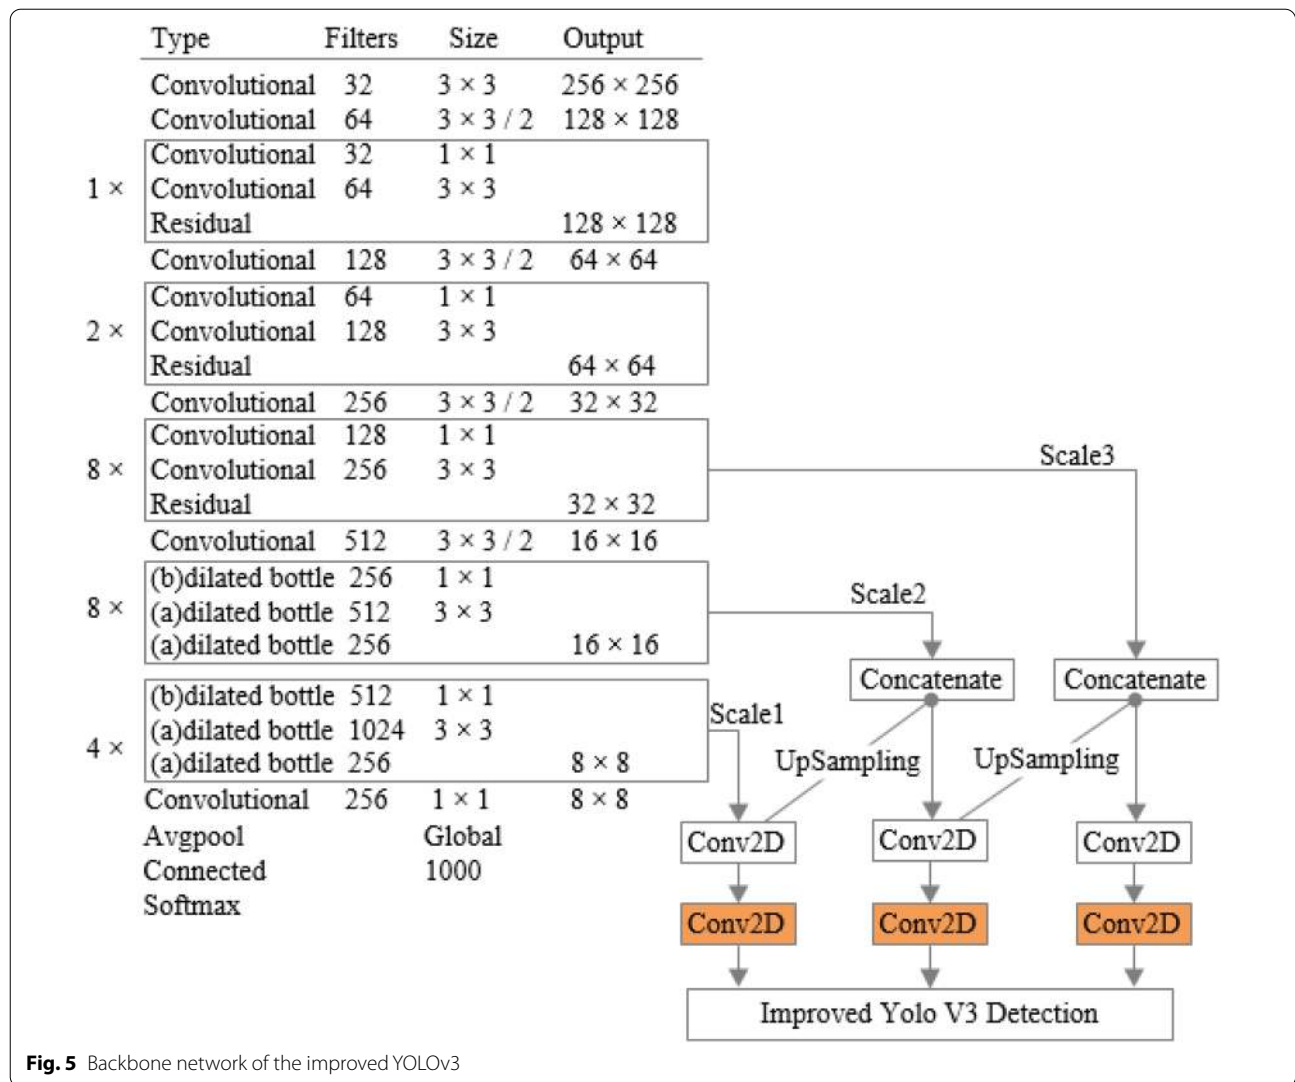 Type Filters Size Output
Convolutional 32 3 × 3 256 × 256
Convolutional 64 3 × 3 / 2 128 × 128
Convolutional 32 1 × 1
1 × Convolutional 64 3 × 3
Residual 128 × 128
Convolutional 128 3 × 3 / 2 64 × 64
Convolutional 64 1 × 1
2 × Convolutional 128 3 × 3
Residual 64 × 64
Convolutional 256 3 × 3 / 2 32 × 32
Convolutional 128 1 × 1
8 × Convolutional 256 3 × 3
Residual 32 × 32
Convolutional 512 3 × 3 / 2 16 × 16
(b)dilated bottle 256 1 × 1
8 × (a)dilated bottle 512 3 × 3
(a)dilated bottle 256 16 × 16
(b)dilated bottle 512 1 × 1
4 × (a)dilated bottle 1024 3 × 3
(a)dilated bottle 256 8 × 8
Convolutional 256 1 × 1 8 × 8
Avgpool Global
Connected 1000
Softmax
Scale3
Scale2
Concatenate Concatenate
Scale1
UpSampling UpSampling
Conv2D Conv2D Conv2D
Conv2D Conv2D Conv2D
Improved Yolo V3 Detection
Fig. 5 Backbone network of the improved YOLOv3